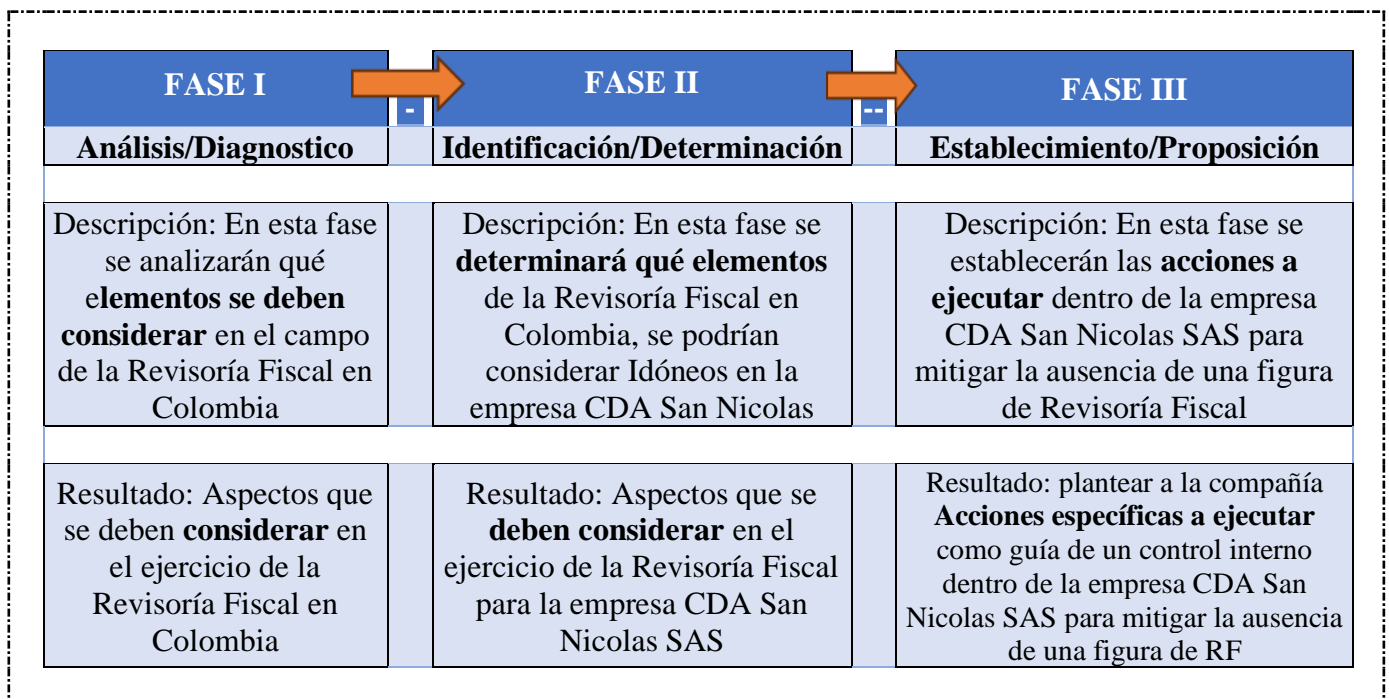 FASE I
-
FASE II
--
FASE III
Análisis/Diagnostico
Identificación/Determinación
Establecimiento/Proposición
Descripción: En esta fase
se analizarán qué
elementos se deben
considerar en el campo
de la Revisoría Fiscal en
Colombia
Descripción: En esta fase se
determinará qué elementos
de la Revisoría Fiscal en
Colombia, se podrían
considerar Idóneos en la
empresa CDA San Nicolas
Descripción: En esta fase se
establecerán las acciones a
ejecutar dentro de la empresa
CDA San Nicolas SAS para
mitigar la ausencia de una figura
de Revisoría Fiscal
Resultado: Aspectos que
se deben considerar en
el ejercicio de la
Revisoría Fiscal en
Colombia
Resultado: Aspectos que se
deben considerar en el
ejercicio de la Revisoría Fiscal
para la empresa CDA San
Nicolas SAS
Resultado: plantear a la compañía
Acciones específicas a ejecutar
como guía de un control interno
dentro de la empresa CDA San
Nicolas SAS para mitigar la ausencia
de una figura de RF